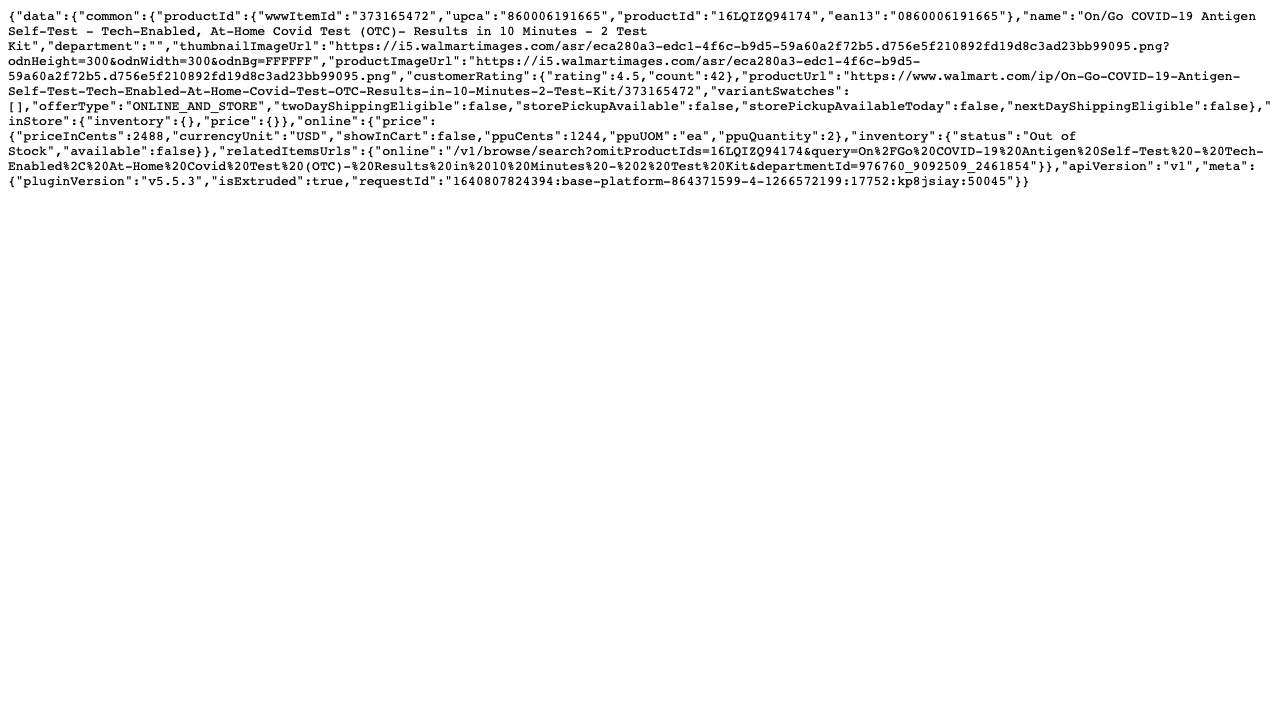 {"data":{"common":{"productId":{"wwwItemId":"373165472","upca":"860006191665","productId":"16LQIZQ94174","ean13":"0860006191665"},"name":"On/Go COVID-19 Antigen
Self-Test - Tech-Enabled, At-Home Covid Test (OTC)- Results in 10 Minutes - 2 Test
Kit","department":"","thumbnailImageUrl":"https://i5.walmartimages.com/asr/eca280a3-edc1-4f6c-b9d5-59a60a2f72b5.d756e5f210892fd19d8c3ad23bb99095.png?
odnHeight=300&odnWidth=300&odnBg=FFFFFF","productImageUrl":"https://i5.walmartimages.com/asr/eca280a3-edc1-4f6c-b9d5-
59a60a2f72b5.d756e5f210892fd19d8c3ad23bb99095.png","customerRating":{"rating":4.5,"count":42},"productUrl":"https://www.walmart.com/ip/On-Go-COVID-19-Antigen-
Self-Test-Tech-Enabled-At-Home-Covid-Test-OTC-Results-in-10-Minutes-2-Test-Kit/373165472","variantSwatches":
[],"offerType":"ONLINE_AND_STORE","twoDayShippingEligible":false,"storePickupAvailable":false,"storePickupAvailableToday":false,"nextDayShippingEligible":false},"
inStore":{"inventory":{},"price":{}},"online":{"price":
{"priceInCents":2488,"currencyUnit":"USD","showInCart":false,"ppuCents":1244,"ppuUOM":"ea","ppuQuantity":2},"inventory":{"status":"Out of
Stock","available":false}},"relatedItemsUrls":{"online":"/v1/browse/search?omitProductIds=16LQIZQ94174&query=On%2FGo%20COVID-19%20Antigen%20Self-Test%20-%20Tech-
Enabled%2C%20At-Home%20Covid%20Test%20(OTC)-%20Results%20in%2010%20Minutes%20-%202%20Test%20Kit&departmentId=976760_9092509_2461854"}},"apiVersion":"v1","meta":
{"pluginVersion":"v5.5.3","isExtruded":true,"requestId":"1640807824394:base-platform-864371599-4-1266572199:17752:kp8jsiay:50045"}}